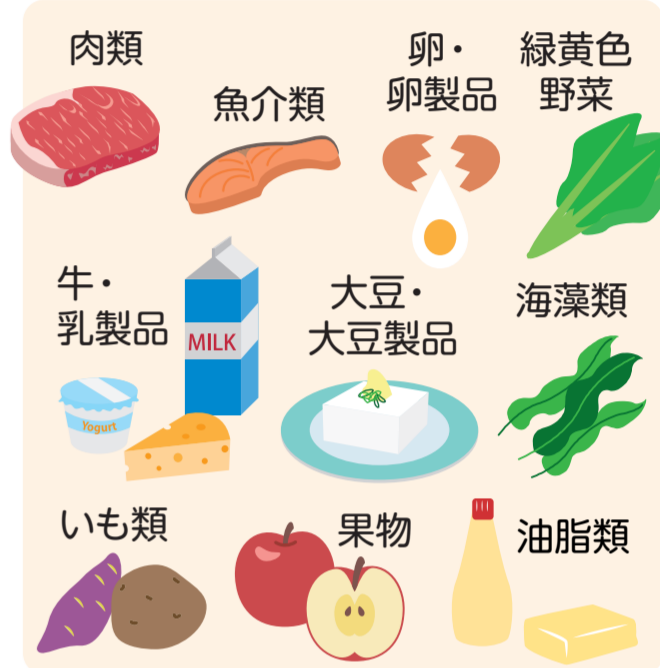 肉類
魚介類
卵・
卵製品
緑黄色
野菜
牛・
乳製品
MILK
Yogurt
大豆・
大豆製品
海藻類
いも類
果物
油脂類